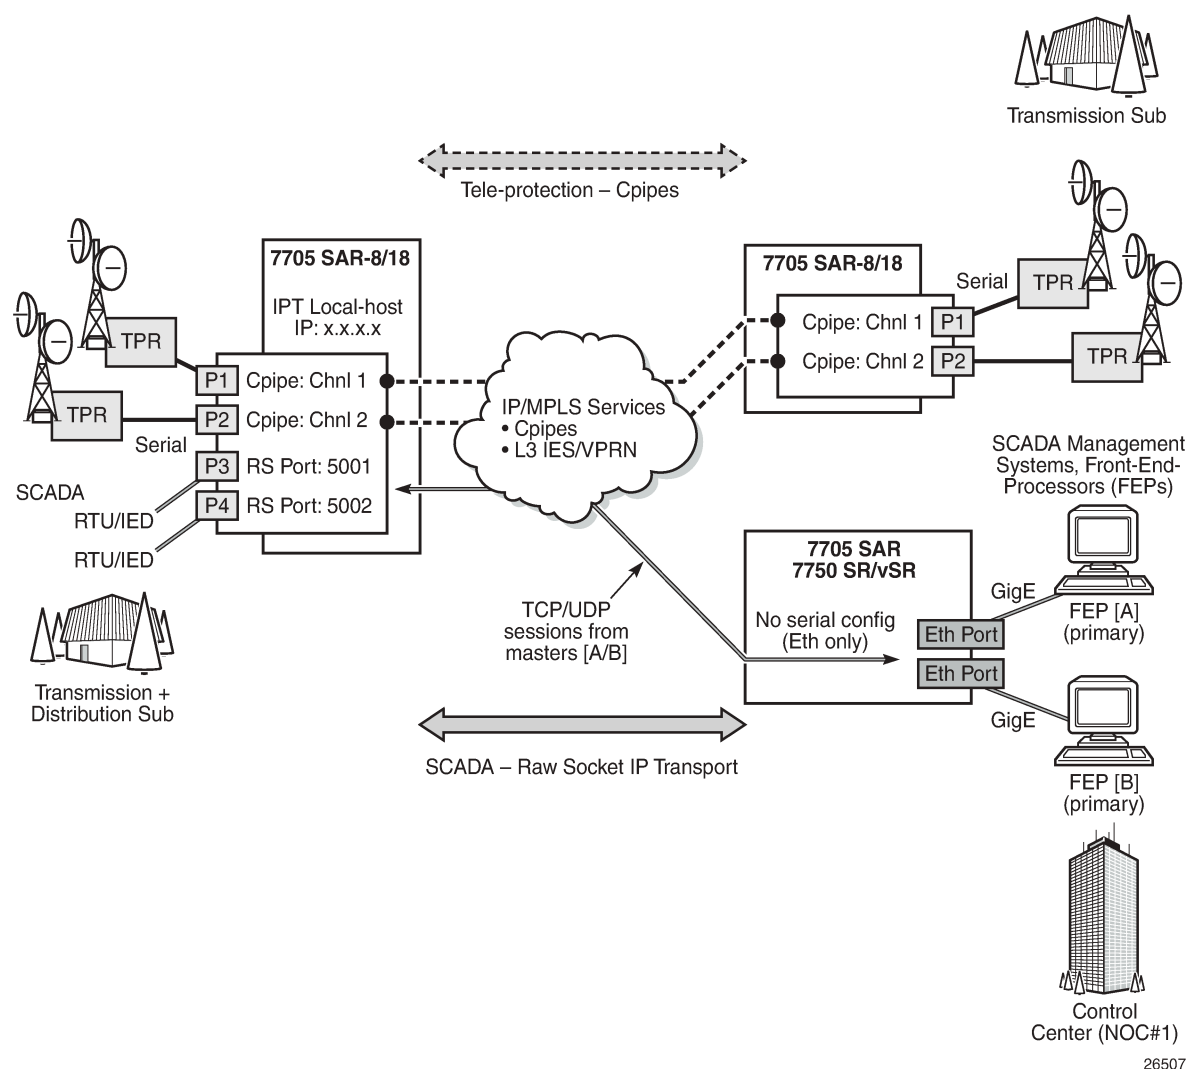 Transmission Sub
Tele-protection – Cpipes
7705 SAR-8/18
IPT Local-host
IP: x.x.x.x
TPR
TPR
P1
Cpipe: Chnl 1
P2
Cpipe: Chnl 2
Serial
P3
RS Port: 5001
P4
RS Port: 5002
SCADA
RTU/IED
RTU/IED
Transmission +
Distribution Sub
IP/MPLS Services
• Cpipes
• L3 IES/VPRN
7705 SAR-8/18
Cpipe: Chnl 1
P1
Cpipe: Chnl 2
P2
Serial
TPR
TPR
SCADA Management
Systems, Front-End-
Processors (FEPs)
7705 SAR
7750 SR/vSR
No serial config
(Eth only)
Eth Port
Eth Port
GigE
FEP [A]
(primary)
GigE
FEP [B]
(primary)
TCP/UDP
sessions from
masters [A/B]
SCADA – Raw Socket IP Transport
Control
Center (NOC#1)
26507